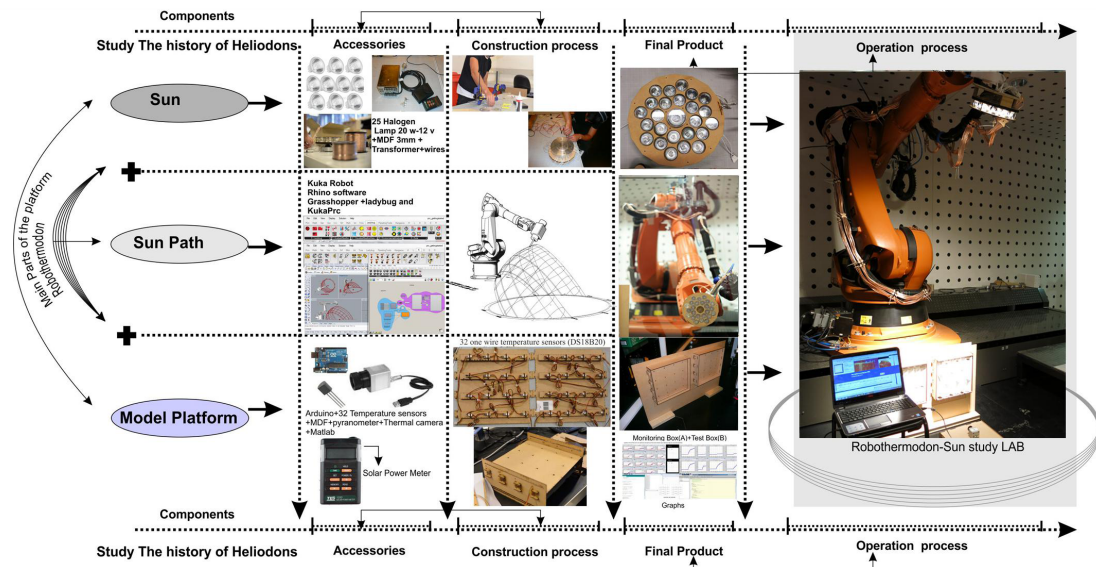 Components
Study The history of Heliodons
Accessories
Construction process
Final Product
Operation process
Sun
25 Halogen
Lamp 20 w-12 v
+MDF 3mm +
Transformer+wires
Main Parts of the platform
Robothermodon
Sun Path
Kuka Robot
Rhino software
Grasshopper +ladybug and
KukaPrc
Model Platform
Arduino+32 Temperature sensors
+MDF+pyranometer+Thermal camera
+Matlab
Solar Power Meter
32 one wire temperature sensors (DS18B20)
Monitoring Box(A)+Test Box(B)
Graphs
Robothermodon-Sun study LAB
Components
Study The history of Heliodons
Accessories
Construction process
Final Product
Operation process